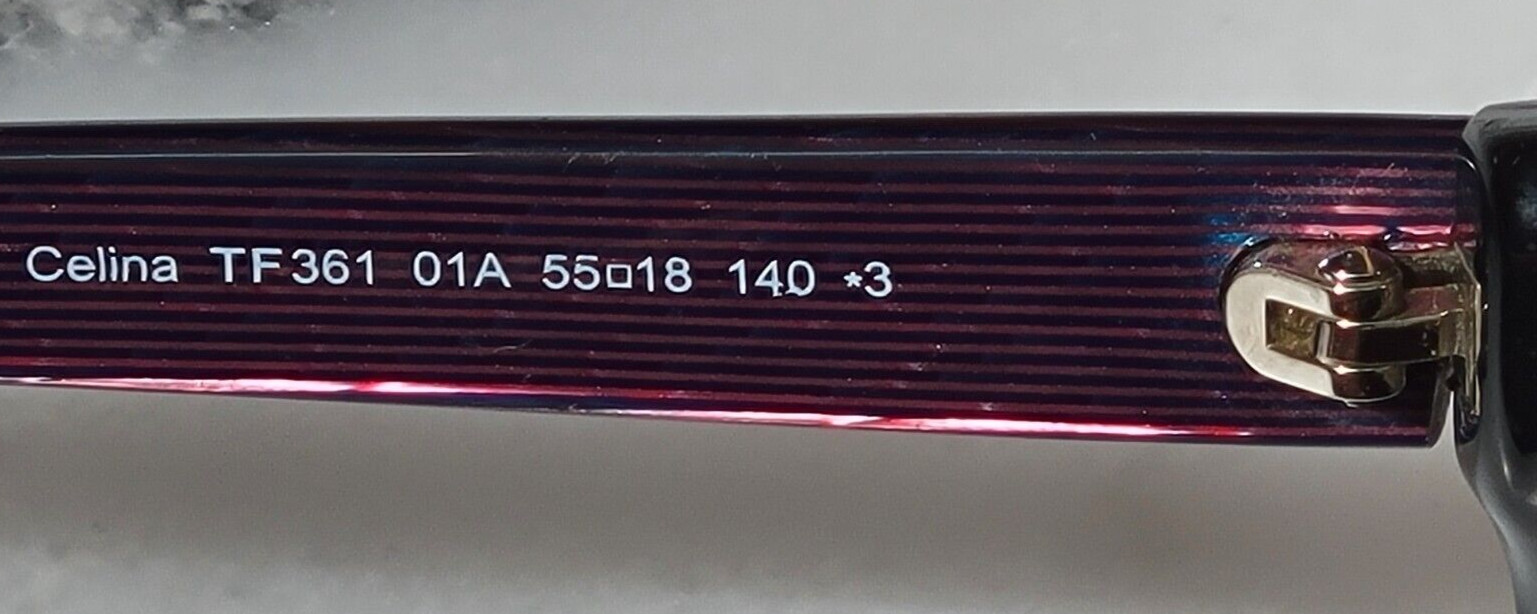 Celina TF361 01A 55□18 140 *3